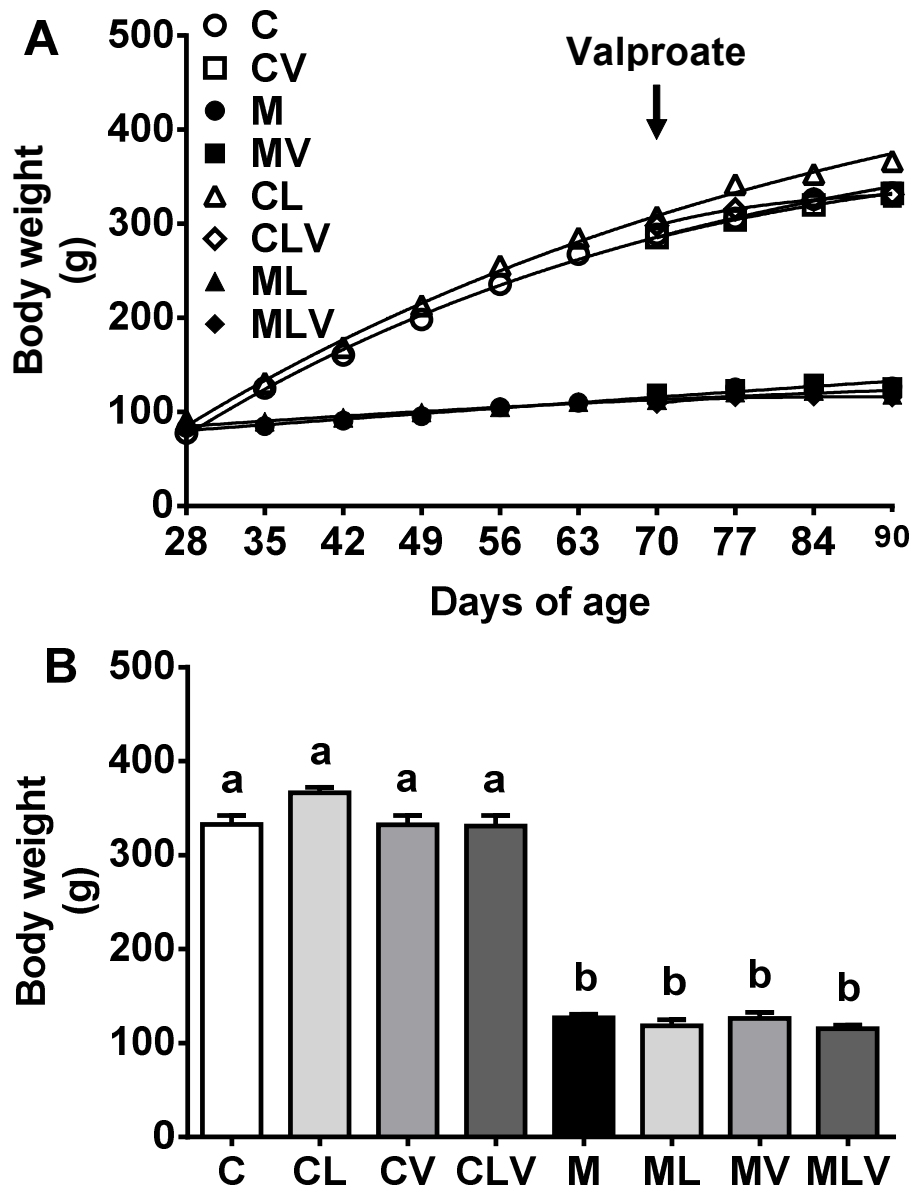 A
500
400
300
200
100
0
Body weight
(g)
C
CV
M
MV
CL
CLV
ML
MLV
Valproate
28 35 42 49 56 63 70 77 84 90
Days of age
B
500
400
300
200
100
0
Body weight
(g)
a a a a b b b b
C CL CV CLV M ML MV MLV